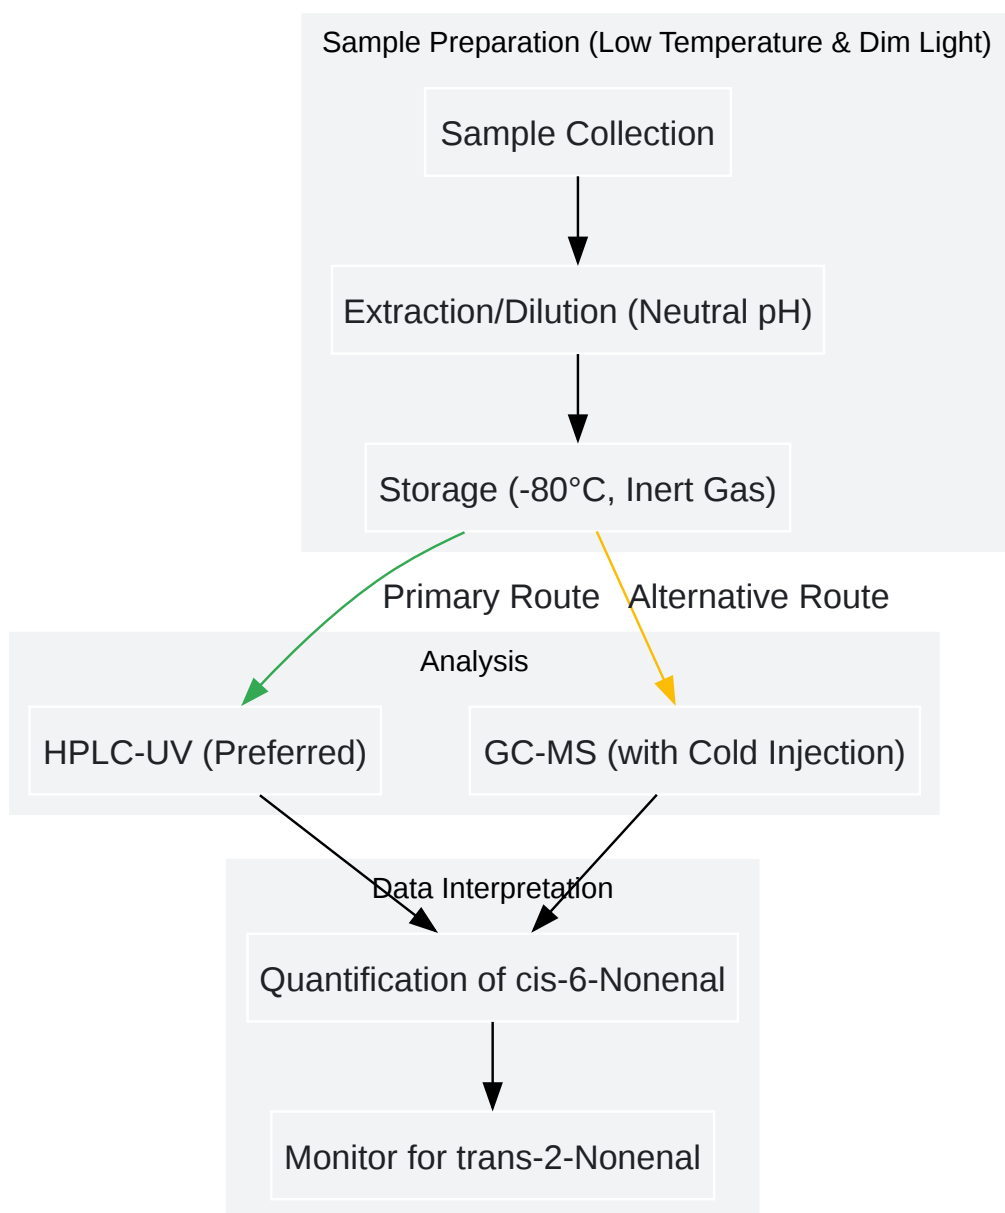 Sample Preparation (Low Temperature & Dim Light)
Sample Collection
Extraction/Dilution (Neutral pH)
Storage (-80°C, Inert Gas)
Primary Route
Alternative Route
Analysis
HPLC-UV (Preferred)
GC-MS (with Cold Injection)
Data Interpretation
Quantification of cis-6-Nonenal
Monitor for trans-2-Nonenal